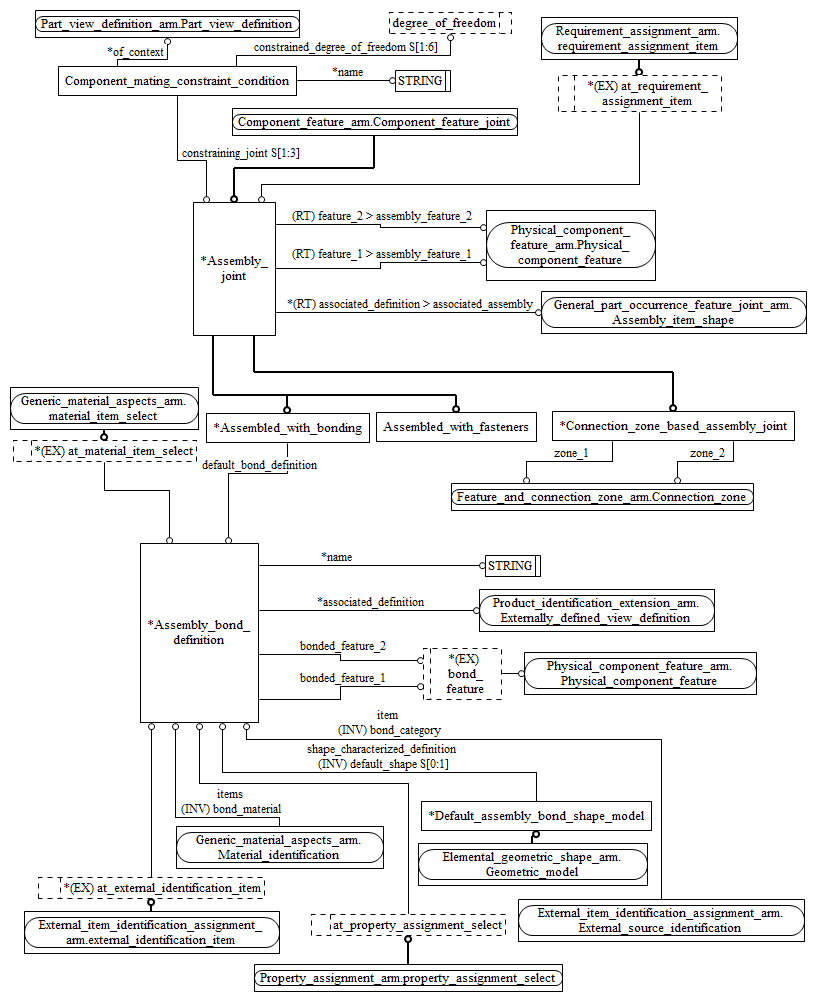 Part_view_definition_arm.Part_view_definition
degree_of_freedom
*of_context
constrained_degree_of_freedom S[1:6]
Component_mating_constraint_condition
*name
STRING
Requirement_assignment_arm.
requirement_assignment_item
*(EX) at_requirement_
assignment_item
Component_feature_arm.Component_feature_joint
constraining_joint S[1:3]
*Assembly_
joint
(RT) feature_2 > assembly_feature_2
(RT) feature_1 > assembly_feature_1
Physical_component_
feature_arm.Physical_
component_feature
*(RT) associated_definition > associated_assembly
General_part_occurrence_feature_joint_arm.
Assembly_item_shape
Generic_material_aspects_arm.
material_item_select
*(EX) at_material_item_select
*Assembled_with_bonding
Assembled_with_fasteners
*Connection_zone_based_assembly_joint
default_bond_definition
zone_1
zone_2
Feature_and_connection_zone_arm.Connection_zone
*Assembly_bond_
definition
*name
STRING
*associated_definition
Product_identification_extension_arm.
Externally_defined_view_definition
bonded_feature_2
bonded_feature_1
*(EX)
bond_
feature
Physical_component_feature_arm.
Physical_component_feature
item
(INV) bond_category
shape_characterized_definition
(INV) default_shape S[0:1]
items
(INV) bond_material
Generic_material_aspects_arm.
Material_identification
*Default_assembly_bond_shape_model
Elemental_geometric_shape_arm.
Geometric_model
*(EX) at_external_identification_item
External_item_identification_assignment_
arm.external_identification_item
at_property_assignment_select
Property_assignment_arm.property_assignment_select
External_item_identification_assignment_arm.
External_source_identification